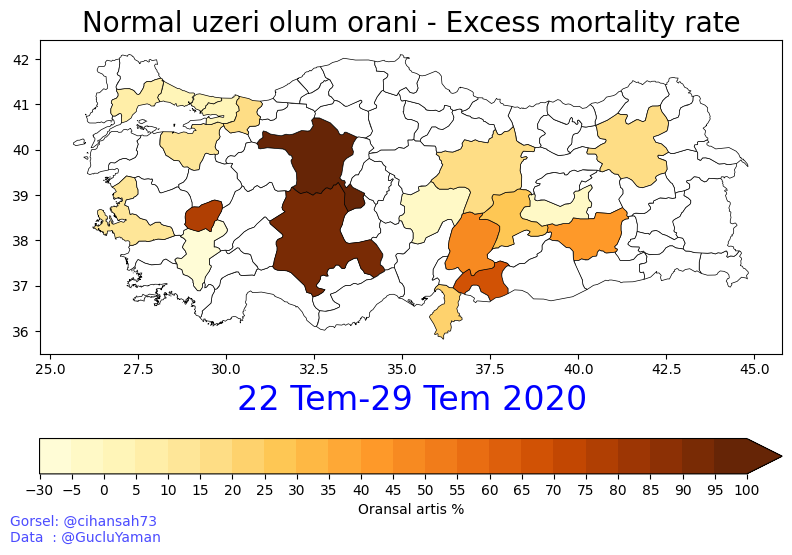 Normal uzeri olum orani - Excess mortality rate
42
41
40
39
38
37
36
25.0 27.5 30.0 32.5 35.0 37.5 40.0 42.5 45.0
22 Tem-29 Tem 2020
−30 −5 0 5 10 15 20 25 30 35 40 45 50 55 60 65 70 75 80 85 90 95 100
Oransal artis %
Gorsel: @cihansah73
Data : @GucluYaman